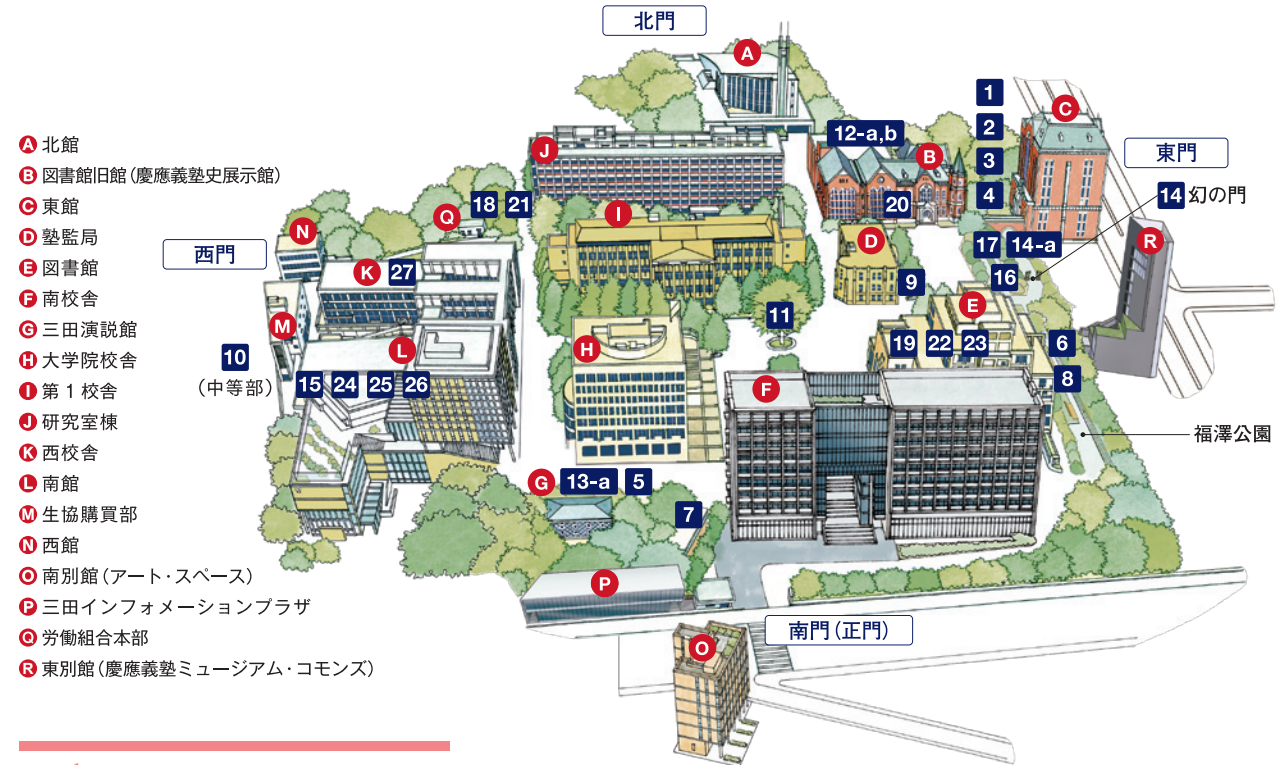 北門
A
C
1
2
3
4
12-a,b
B
J
東門
14 幻の門
A 北館
B 図書館旧館（慶應義塾史展示館）
C 東館
D 塾監局
E 図書館
F 南校舎
G 三田演説館
H 大学院校舎
I 第1校舎
J 研究室棟
K 西校舎
L 南館
M 生協購買部
N 西館
O 南別館（アート・スペース）
P 三田インフォメーションプラザ
Q 労働組合本部
R 東別館（慶應義塾ミュージアム・コモンズ）
西門
N
Q
18
21
I
20
D
17
14-a
R
K
27
9
16
E
M
L
11
H
19
22
23
6
8
10
（中等部）
15
24
25
26
F
福澤公園
G
13-a
5
7
P
南門（正門）
O